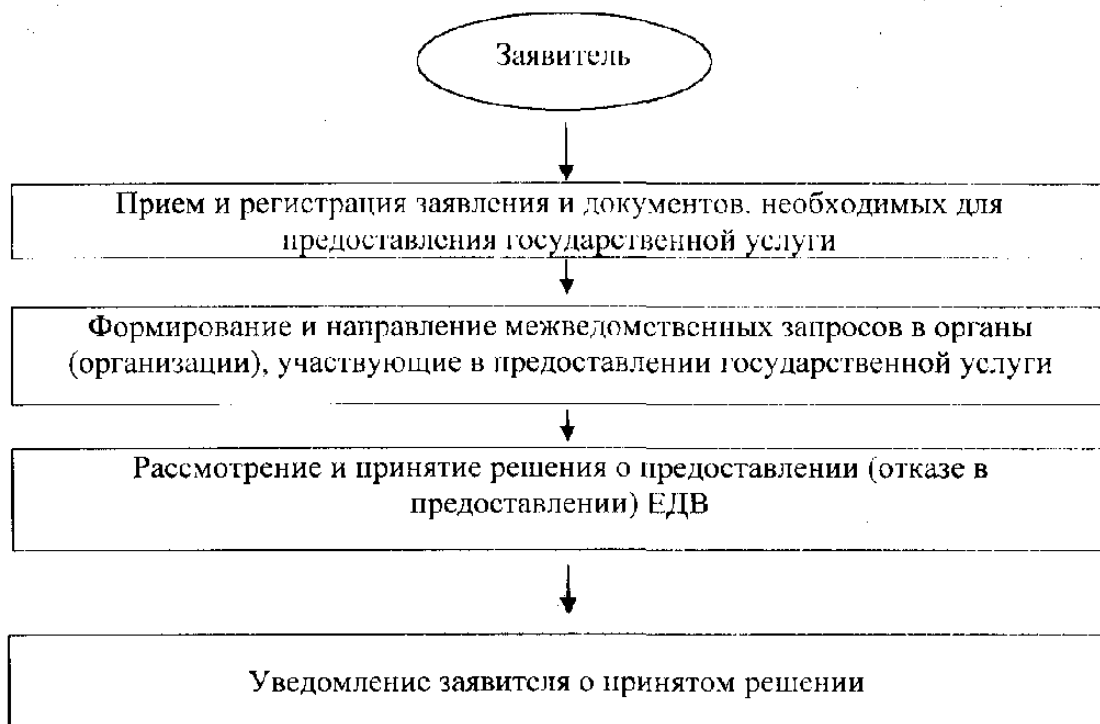 Заявитель
Прием и регистрация заявления и документов, необходимых для
предоставления государственной услуги
Формирование и направление межведомственных запросов в органы
(организации), участвующие в предоставлении государственной услуги
Рассмотрение и принятие решения о предоставлении (отказе в
предоставлении) ЕДВ
Уведомление заявителя о принятом решении